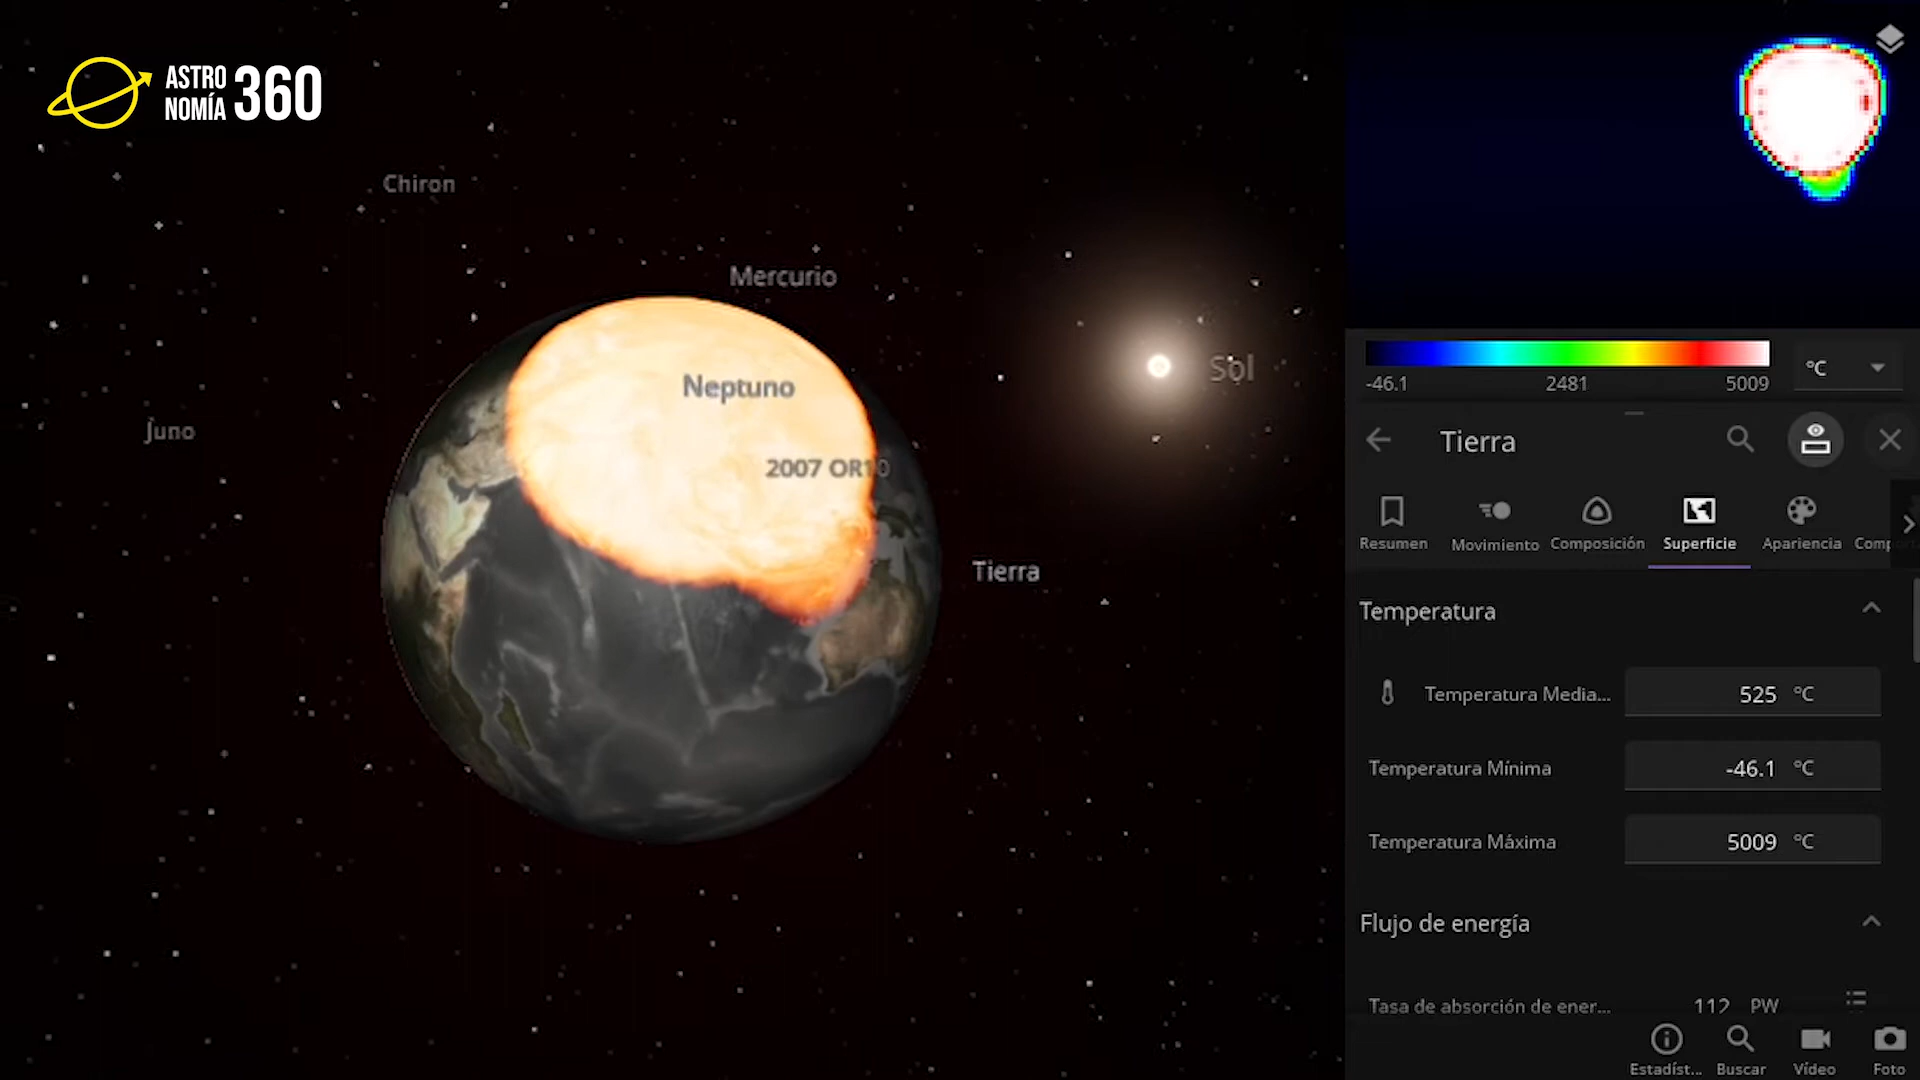 ASTRO
NOMÍA 360
Chiron
Mercurio
Neptuno
Sol
Juno
2007 OR10
Tierra
-46.1
2481
5009
°C
Tierra
Resumen
Movimiento
Composición
Superficie
Apariencia
Temperatura
Temperatura Media... 525 °C
Temperatura Mínima -46.1 °C
Temperatura Máxima 5009 °C
Flujo de energía
Tasa de absorción de ener... 112 PW
Estadíst...
Buscar
Vídeo
Foto